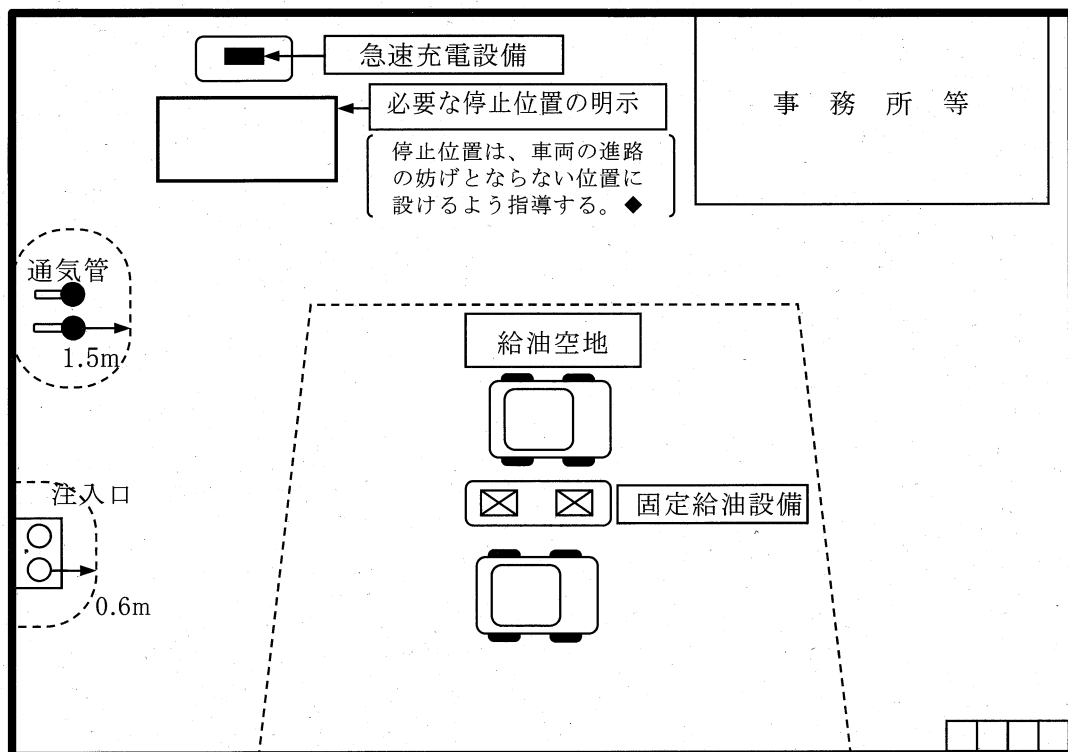 急速充電設備
必要な停止位置の明示
停止位置は、車両の進路
の妨げとならない位置に
設けるよう指導する。◆
事務所等
通気管
1.5m
給油空地
注入口
固定給油設備
0.6m